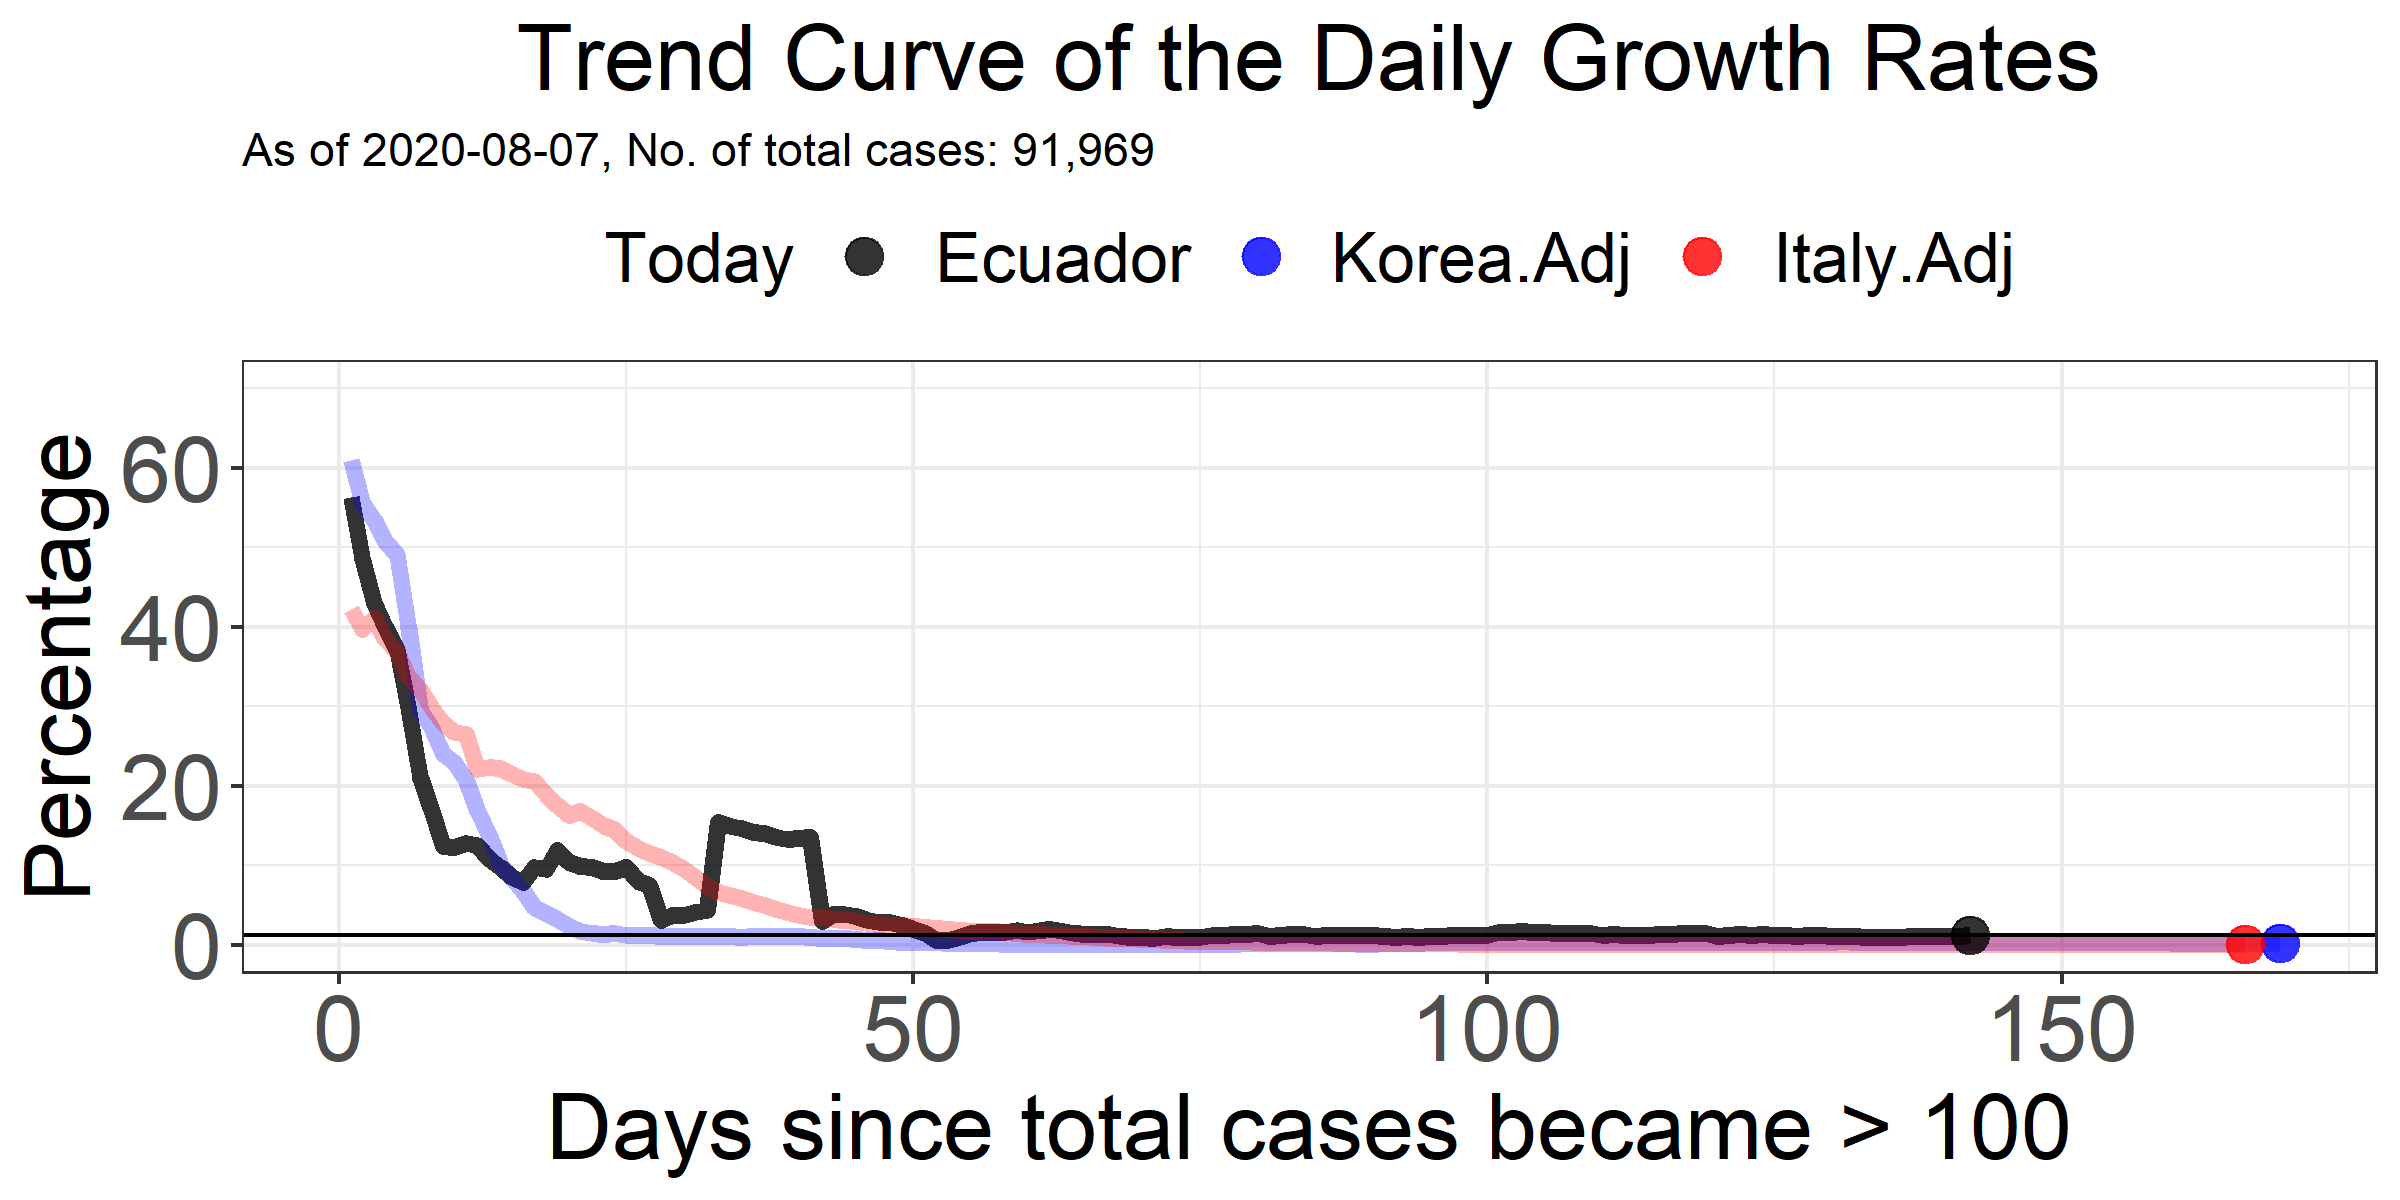 Trend Curve of the Daily Growth Rates
As of 2020-08-07, No. of total cases: 91,969
Today Ecuador Korea.Adj Italy.Adj
Percentage
60
40
20
0
0 50 100 150
Days since total cases became > 100